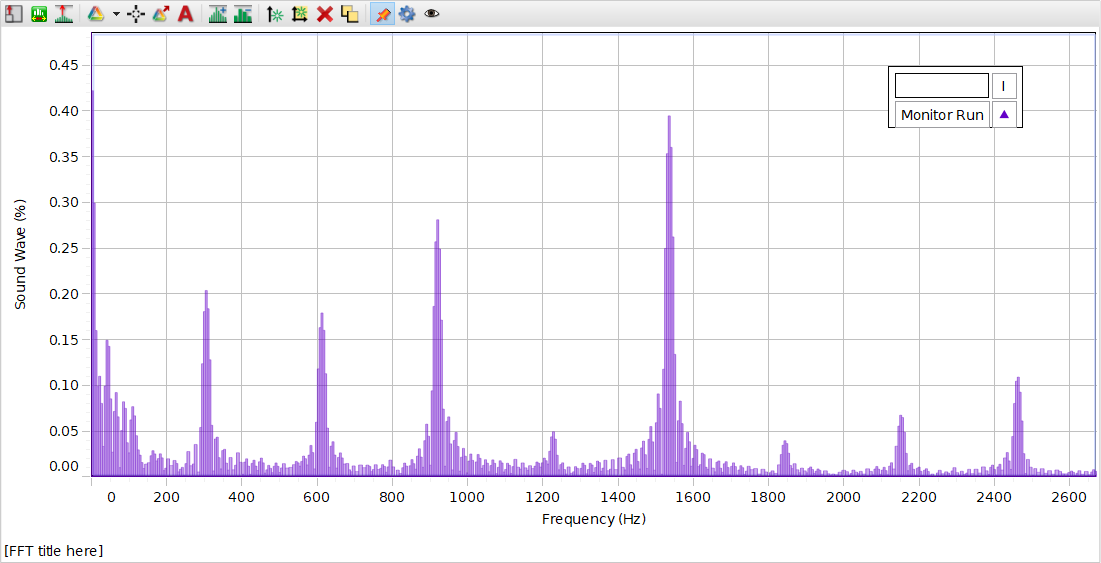 A
0.45
0.40
0.35
0.30
0.25
0.20
0.15
0.10
0.05
0.00
Sound Wave (%)
I
Monitor Run
0 200 400 600 800 1000 1200 1400 1600 1800 2000 2200 2400 2600
Frequency (Hz)
[FFT title here]